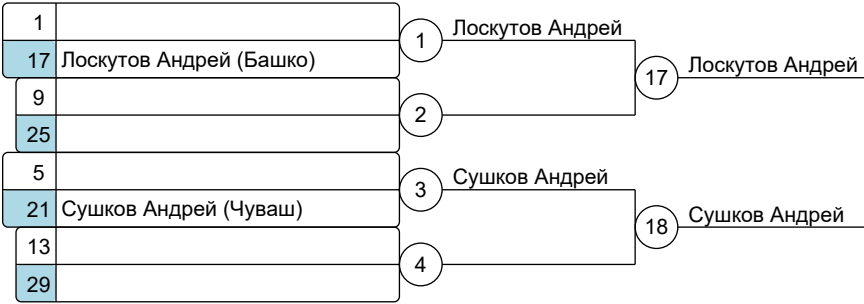 1
1 Лоскутов Андрей
17 Лоскутов Андрей (Башко)
17 Лоскутов Андрей
9
2
25
5
3 Сушков Андрей
21 Сушков Андрей (Чуваш)
18 Сушков Андрей
13
4
29